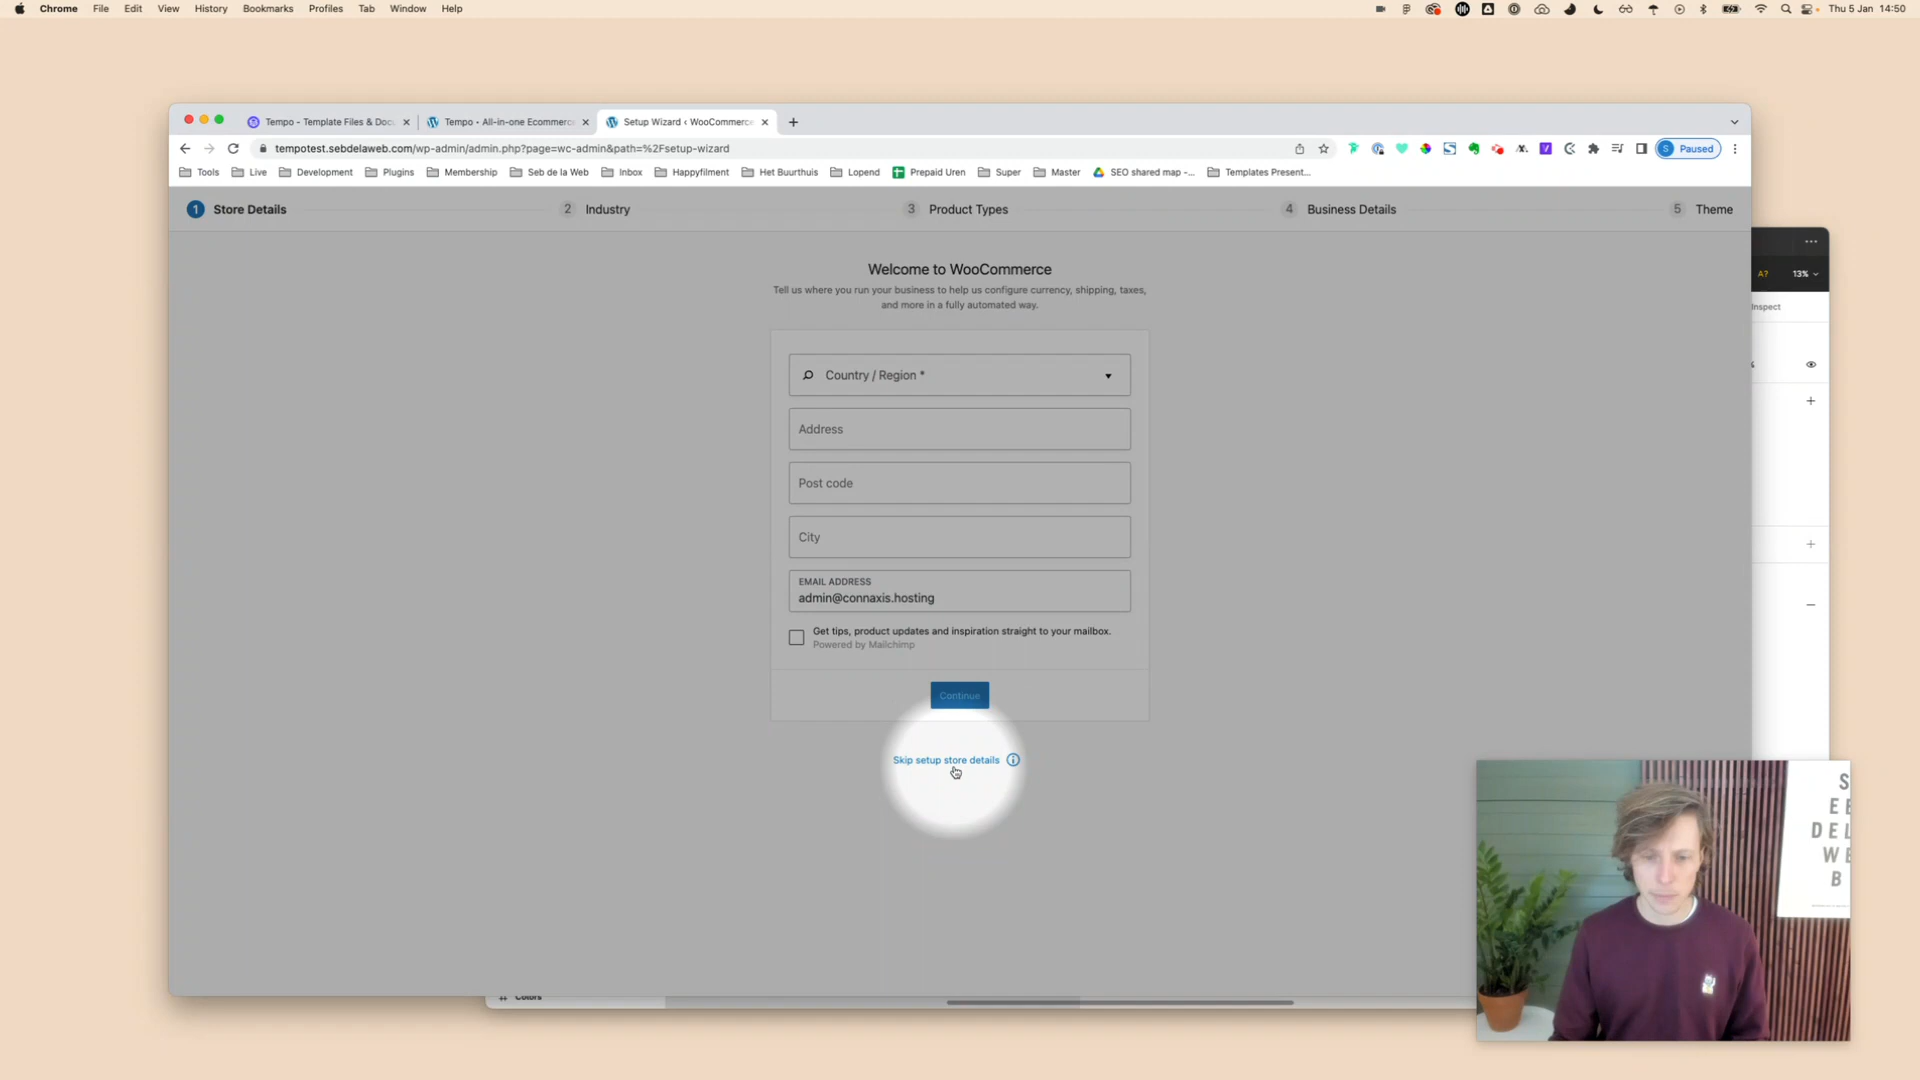 Chrome File Edit View History Bookmarks Profiles Tab Window Help Thu 5 Jan 14:50
Tempo - Template Files & Doc Tempo - All-in-one Ecommerc Setup Wizard ‹ WooCommerce
tempotest.sebdelaweb.com/wp-admin/admin.php?page=wc-admin&path=%2Fsetup-wizard S Paused
Tools Live Development Plugins Membership Seb de la Web Inbox Happyfilment Het Buurthuis Lopend Prepaid Uren Super Master SEO shared map -... Templates Present...
1 Store Details 2 Industry 3 Product Types 4 Business Details 5 Theme
A? 13%
Inspect
Welcome to WooCommerce
Tell us where you run your business to help us configure currency, shipping, taxes,
and more in a fully automated way.
Country / Region *
Address
Post code
City
EMAIL ADDRESS
admin@connaxis.hosting
Get tips, product updates and inspiration straight to your mailbox.
Powered by Mailchimp
Continue
Skip setup store details
Colors
S
E E
D E L
W E
B